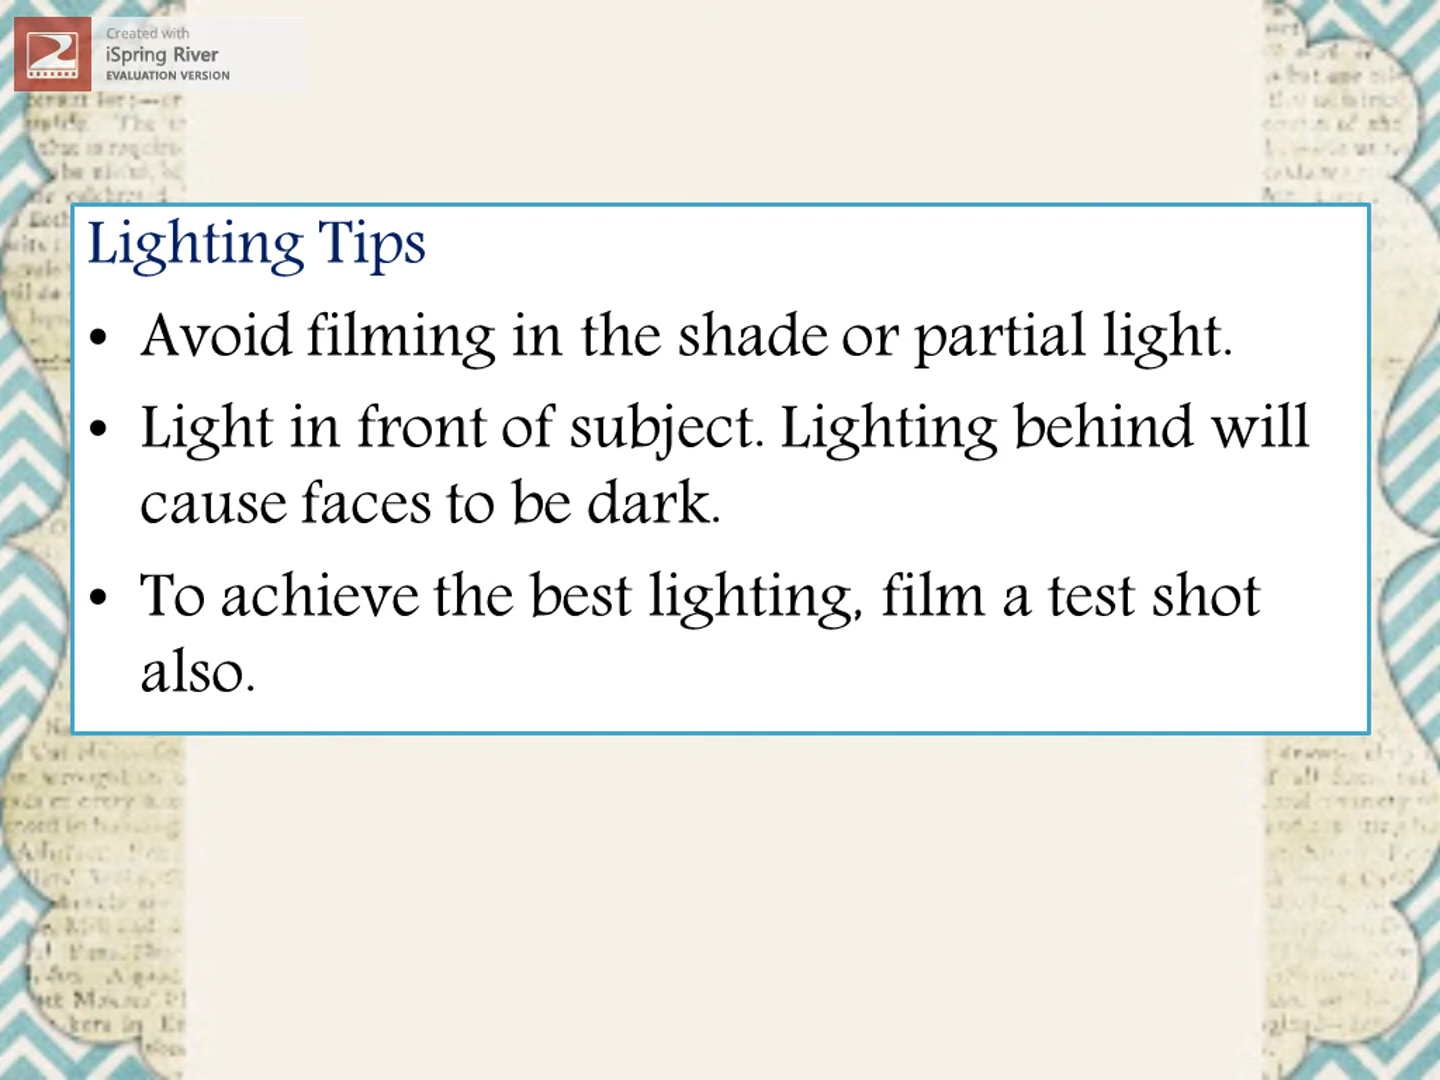 Created with
iSpring River
EVALUATION VERSION
Lighting Tips
• Avoid filming in the shade or partial light.
• Light in front of subject. Lighting behind will
cause faces to be dark.
• To achieve the best lighting, film a test shot
also.